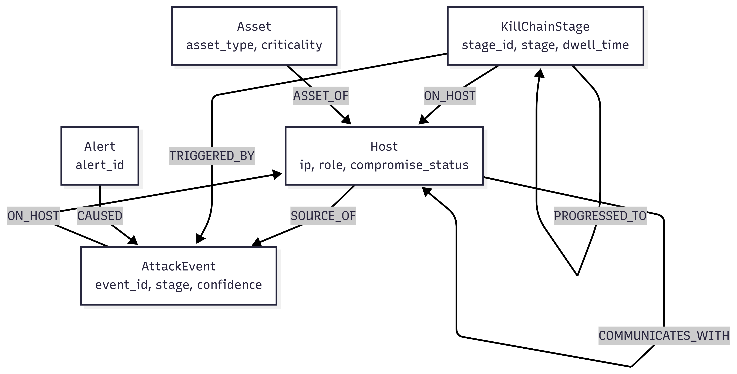 Asset
asset_type, criticality
KillChainStage
stage_id, stage, dwell_time
ASSET_OF
ON_HOST
Alert
alert_id
TRIGGERED_BY
Host
ip, role, compromise_status
ON_HOST
CAUSED
SOURCE_OF
PROGRESSED_TO
AttackEvent
event_id, stage, confidence
COMMUNICATES_WITH